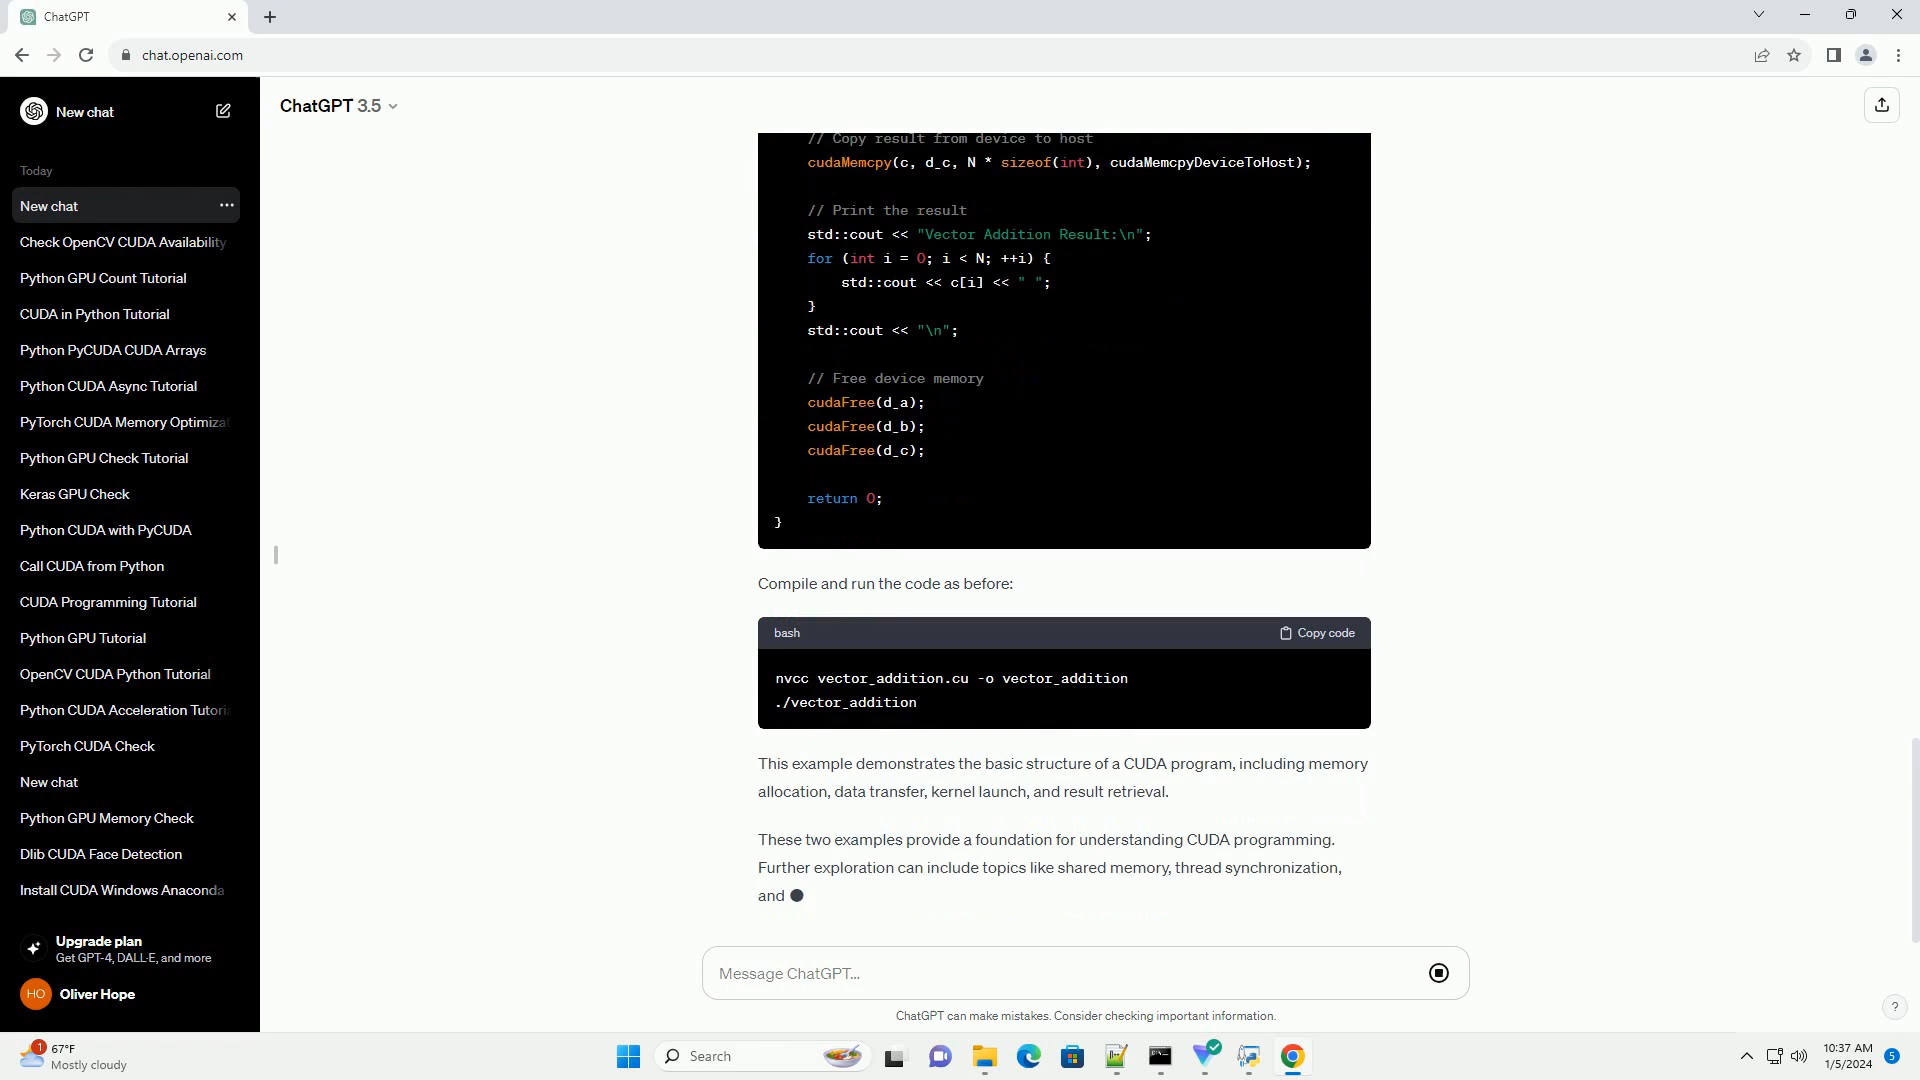 ChatGPT
chat.openai.com
New chat
Today
New chat
Check OpenCV CUDA Availability
Python GPU Count Tutorial
CUDA in Python Tutorial
Python PyCUDA CUDA Arrays
Python CUDA Async Tutorial
PyTorch CUDA Memory Optimizat
Python GPU Check Tutorial
Keras GPU Check
Python CUDA with PyCUDA
Call CUDA from Python
CUDA Programming Tutorial
Python GPU Tutorial
OpenCV CUDA Python Tutorial
Python CUDA Acceleration Tutoria
PyTorch CUDA Check
New chat
Python GPU Memory Check
Dlib CUDA Face Detection
Install CUDA Windows Anaconda
Upgrade plan
Get GPT-4, DALL·E, and more
HO
Oliver Hope
ChatGPT 3.5
// Copy result from device to host
cudaMemcpy(c, d_c, N * sizeof(int), cudaMemcpyDeviceToHost);
// Print the result
std::cout << "Vector Addition Result:\n";
for (int i = 0; i < N; ++i) {
std::cout << c[i] << " ";
}
std::cout << "\n";
// Free device memory
cudaFree(d_a);
cudaFree(d_b);
cudaFree(d_c);
return 0;
}
Compile and run the code as before:
bash
Copy code
nvcc vector_addition.cu -o vector_addition
./vector_addition
This example demonstrates the basic structure of a CUDA program, including memory
allocation, data transfer, kernel launch, and result retrieval.
These two examples provide a foundation for understanding CUDA programming.
Further exploration can include topics like shared memory, thread synchronization,
and
Message ChatGPT...
ChatGPT can make mistakes. Consider checking important information.
?
1
67°F
Mostly cloudy
Search
10:37 AM
1/5/2024
5